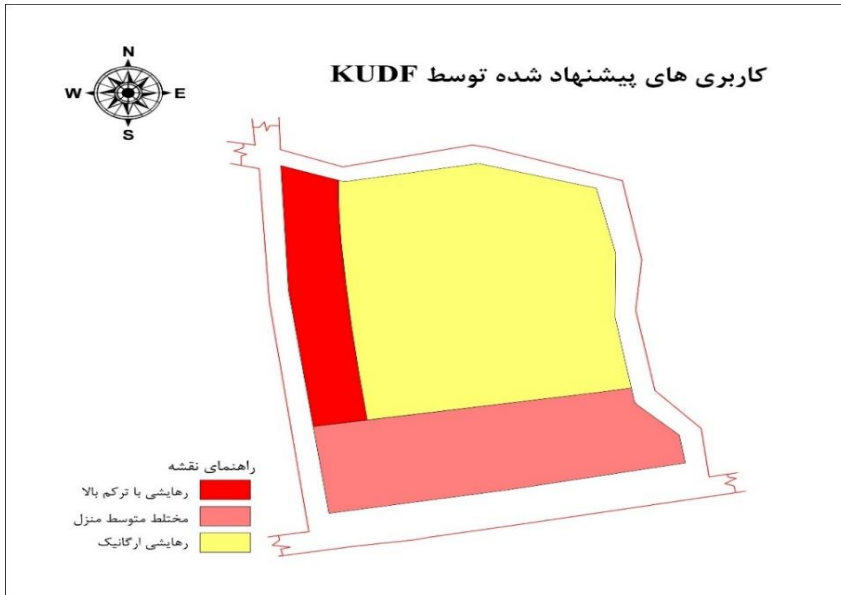 کاربری های پیشنهاد شده توسط KUDF
N
W E
S
راهنمای نقشه
رهایشی با ترکم بالا
مختلط متوسط منزل
رهایشی ارگانیک